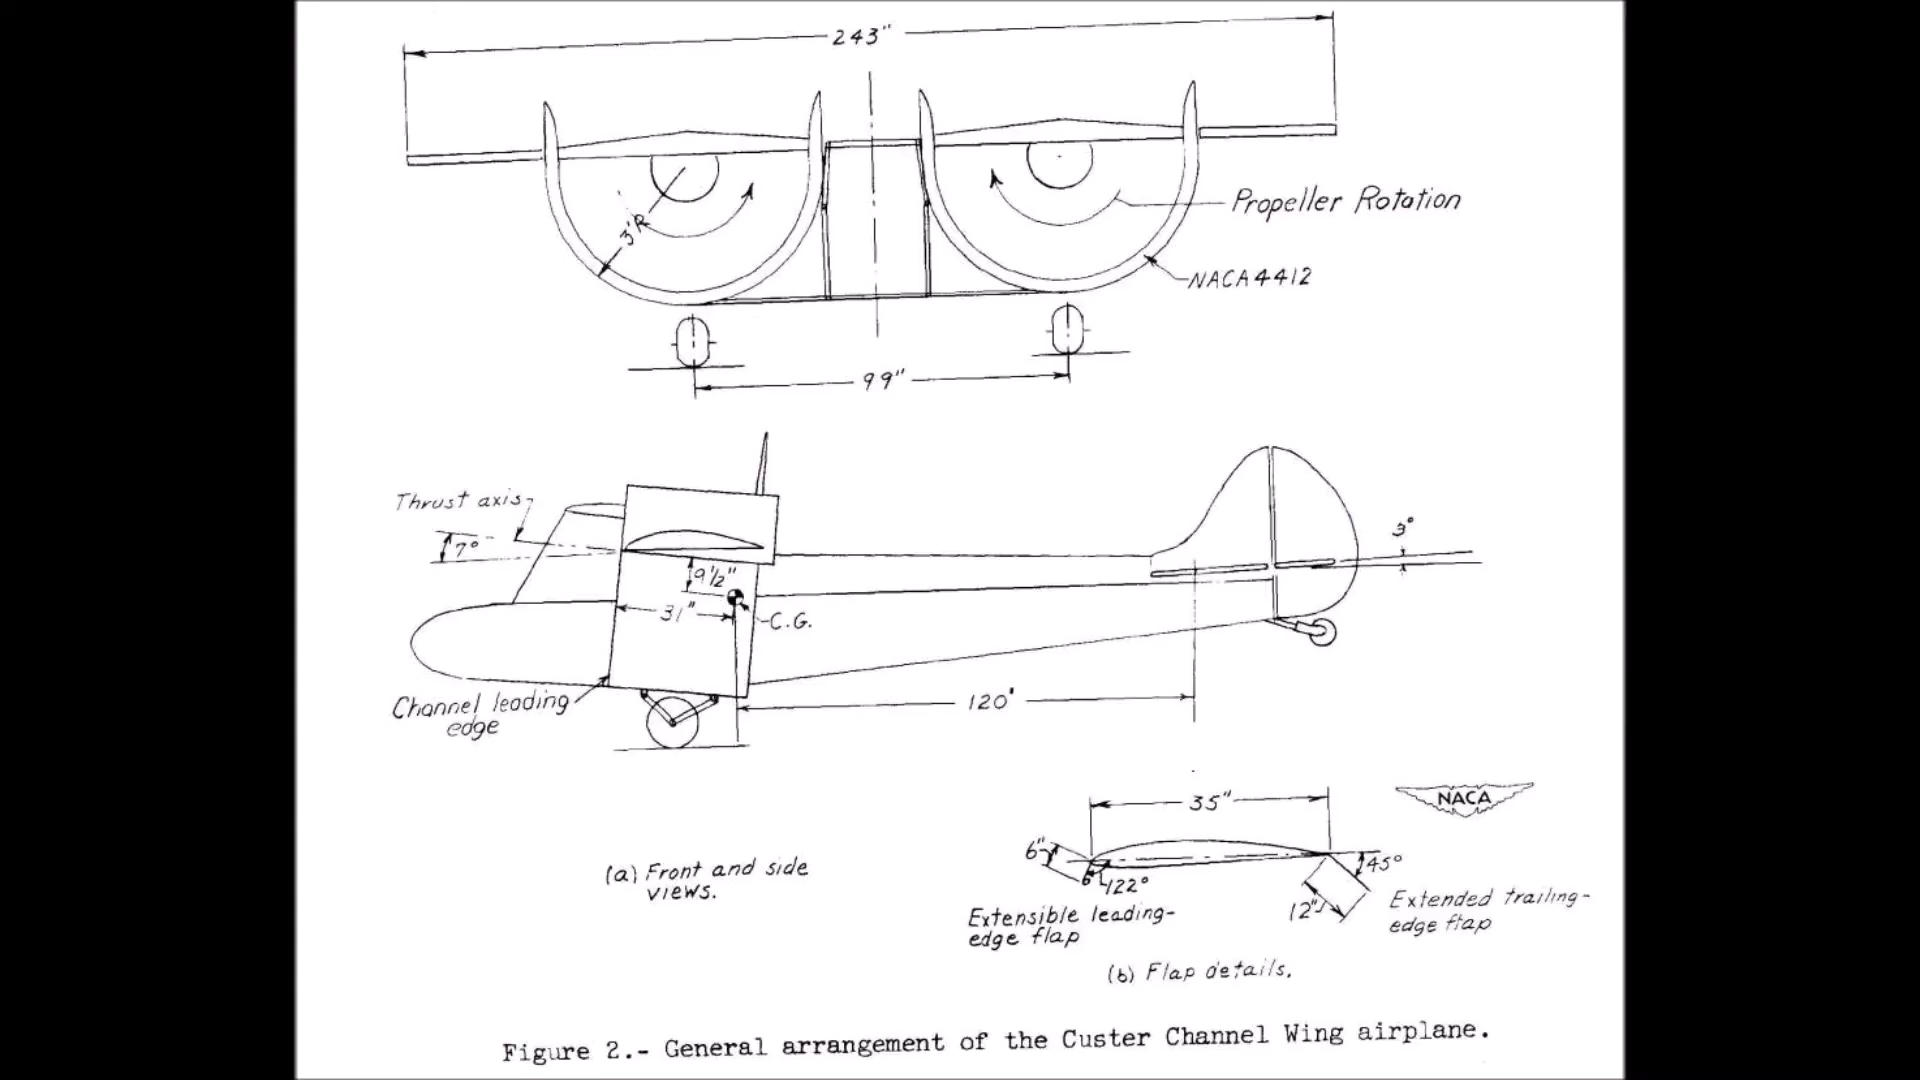 243"
3'R
Propeller Rotation
NACA 4412
99"
Thrust axis
7°
3°
9½"
31"
C.G.
Channel leading
edge
120"
35"
NACA
6"
45°
6"
122°
12"
Extended trailing-
edge flap
Extensible leading-
edge flap
(a) Front and side
views.
(b) Flap details.
Figure 2.- General arrangement of the Custer Channel Wing airplane.